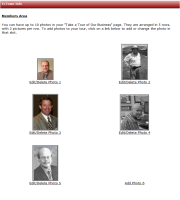 Members Area
You can have up to 10 photos in your "Take a Tour of Our Business" page. They are arranged in 5 rows,
with 2 pictures per row. To add photos to your tour, click on a link below to add or change the photo in
that slot.
Edit/Delete Photo 1
Edit/Delete Photo 2
Edit/Delete Photo 3
Edit/Delete Photo 4
Edit/Delete Photo 5
Add Photo 6